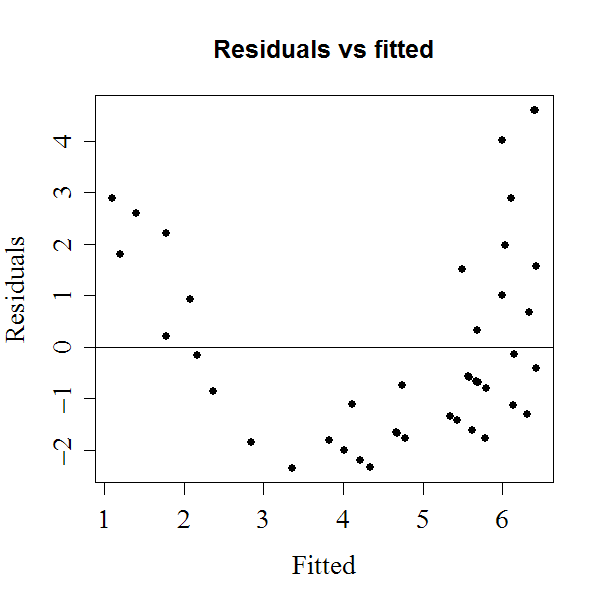 Residuals vs fitted
Residuals
4
3
2
1
0
−1
−2
1 2 3 4 5 6
Fitted